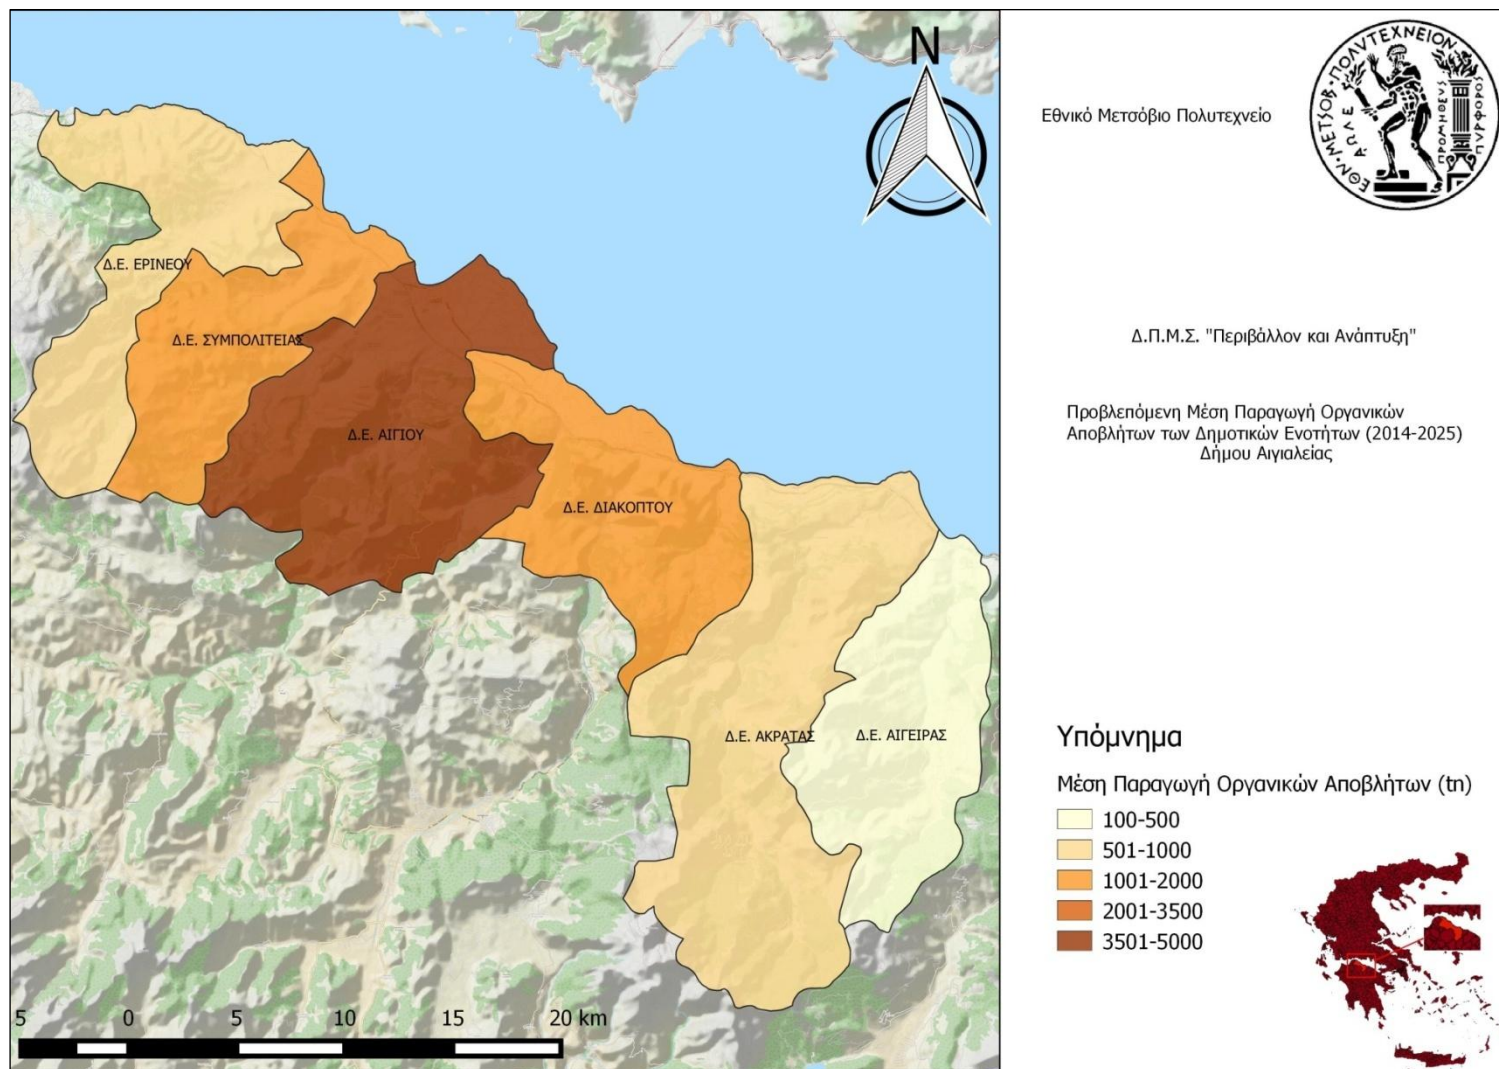 N
Δ.Ε. ΕΡΙΝΕΟΥ
Δ.Ε. ΣΥΜΠΟΛΙΤΕΙΑΣ
Δ.Ε. ΑΙΓΙΟΥ
Δ.Ε. ΔΙΑΚΟΠΤΟΥ
Δ.Ε. ΑΚΡΑΤΑΣ
Δ.Ε. ΑΙΓΕΙΡΑΣ
5 0 5 10 15 20 km
Εθνικό Μετσόβιο Πολυτεχνείο
ΕΘΝ·ΜΕΤΣΟΒ·ΠΟΛΥΤΕΧΝΕΙΟΝ
ΠΡΟΜΗΘΕΥΣ
ΠΥΡΦΟΡΟΣ
Δ.Π.Μ.Σ. "Περιβάλλον και Ανάπτυξη"
Προβλεπόμενη Μέση Παραγωγή Οργανικών
Αποβλήτων των Δημοτικών Ενοτήτων (2014-2025)
Δήμου Αιγιαλείας
Υπόμνημα
Μέση Παραγωγή Οργανικών Αποβλήτων (tn)
100-500
501-1000
1001-2000
2001-3500
3501-5000